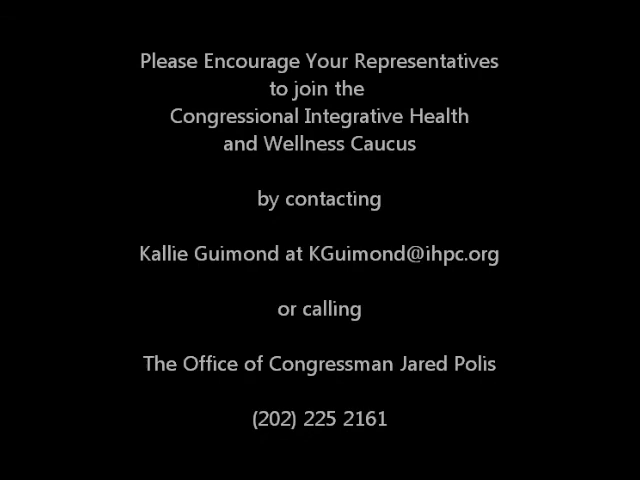 Please Encourage Your Representatives
to join the
Congressional Integrative Health
and Wellness Caucus
by contacting
Kallie Guimond at KGuimond@ihpc.org
or calling
The Office of Congressman Jared Polis
(202) 225 2161